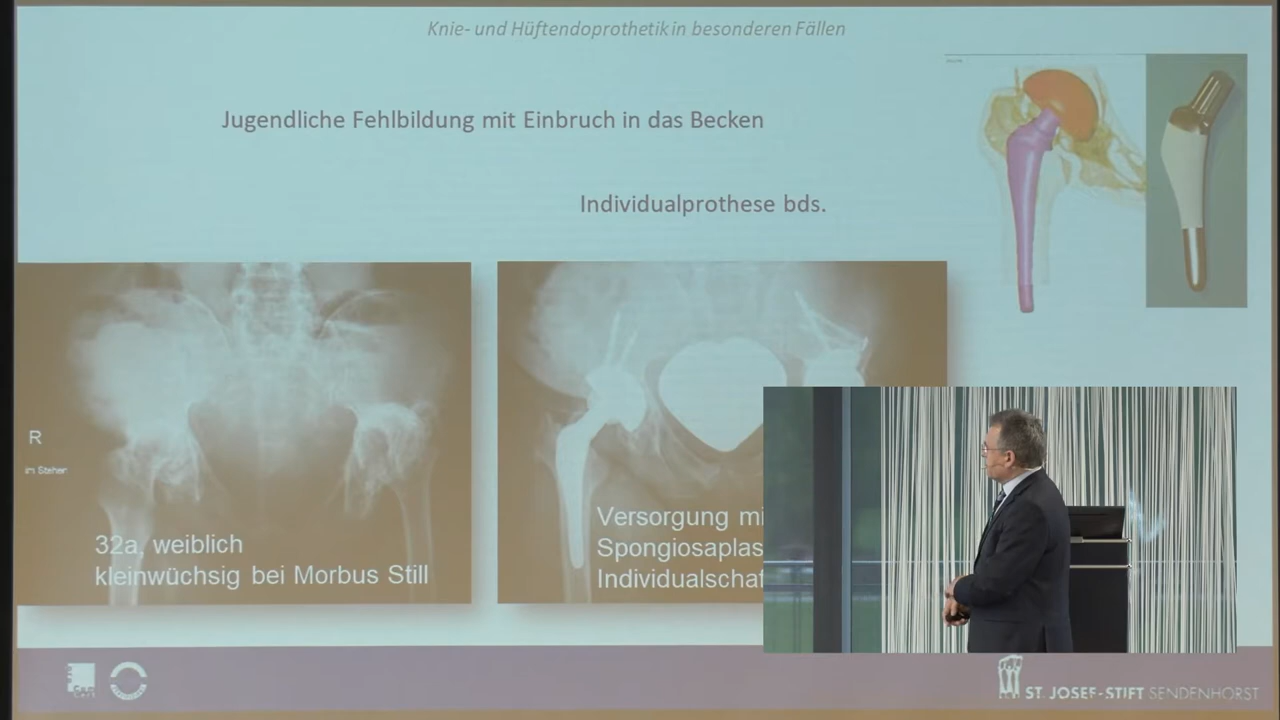 Knie- und Hüftendoprothetik in besonderen Fällen
Jugendliche Fehlbildung mit Einbruch in das Becken
Individualprothese bds.
R
im Stehen
32a, weiblich
kleinwüchsig bei Morbus Still
Versorgung mi
Spongiosaplas
Individualschaf
ST. JOSEF-STIFT SENDENHORST